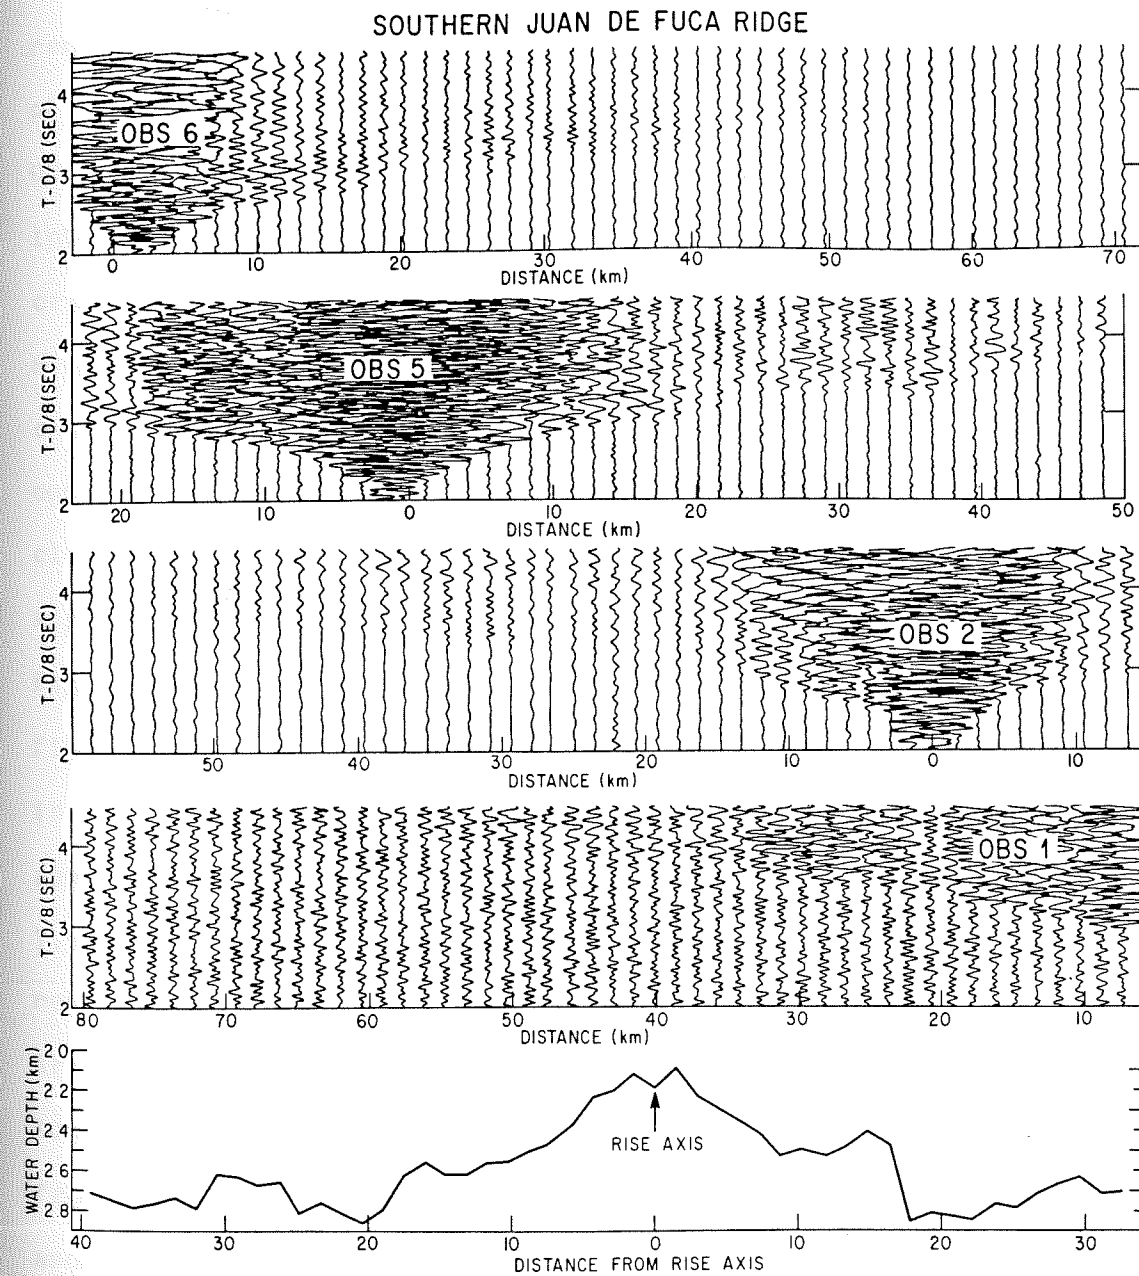 SOUTHERN JUAN DE FUCA RIDGE
T-D/8 (SEC)
4
3
2
OBS 6
0 10 20 30 40 50 60 70
DISTANCE (km)
T-D/8 (SEC)
4
3
2
OBS 5
20 10 0 10 20 30 40 50
DISTANCE (km)
T-D/8 (SEC)
4
3
2
OBS 2
50 40 30 20 10 0 10
DISTANCE (km)
T-D/8 (SEC)
4
3
2
OBS 1
80 70 60 50 40 30 20 10
DISTANCE (km)
WATER DEPTH (km)
2.0
2.2
2.4
2.6
2.8
RISE AXIS
40 30 20 10 0 10 20 30
DISTANCE FROM RISE AXIS